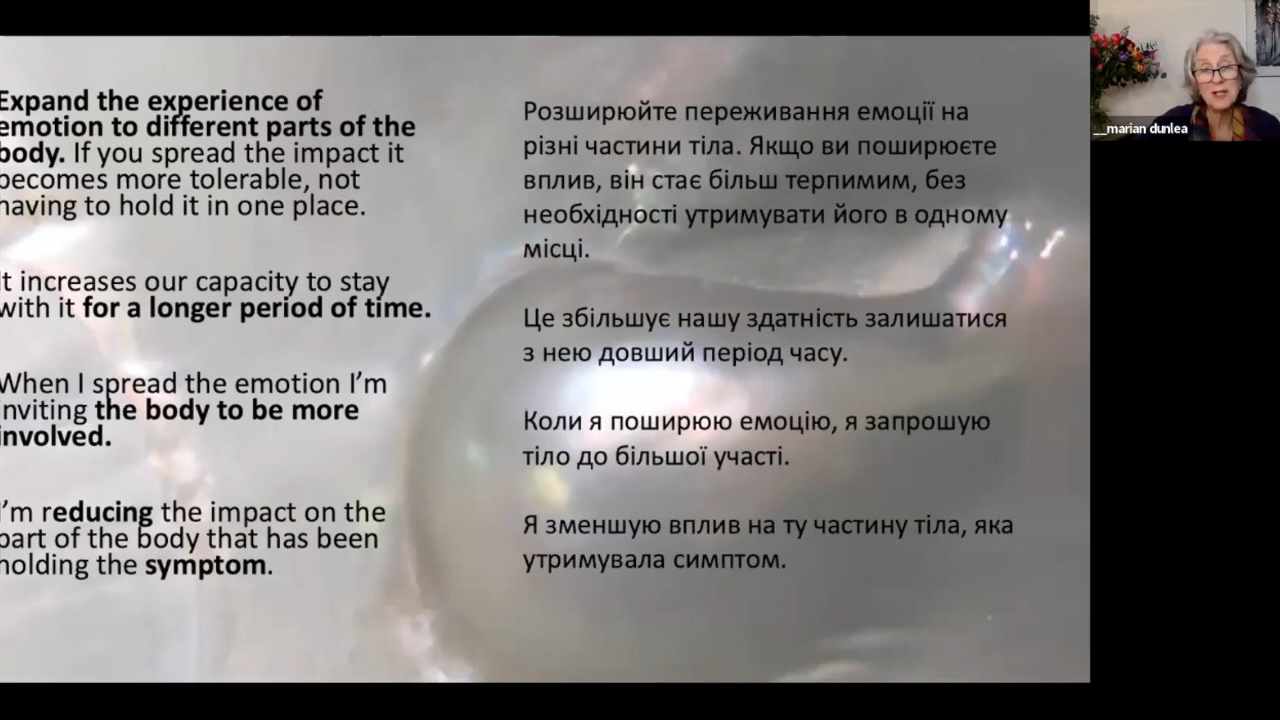 Expand the experience of
emotion to different parts of the
body. If you spread the impact it
becomes more tolerable, not
having to hold it in one place.
It increases our capacity to stay
with it for a longer period of time.
When I spread the emotion I'm
inviting the body to be more
involved.
I'm reducing the impact on the
part of the body that has been
holding the symptom.
Розширюйте переживання емоції на
різні частини тіла. Якщо ви поширюєте
вплив, він стає більш терпимим, без
необхідності утримувати його в одному
місці.
Це збільшує нашу здатність залишатися
з нею довший період часу.
Коли я поширюю емоцію, я запрошую
тіло до більшої участі.
Я зменшую вплив на ту частину тіла, яка
утримувала симптом.
__marian dunlea